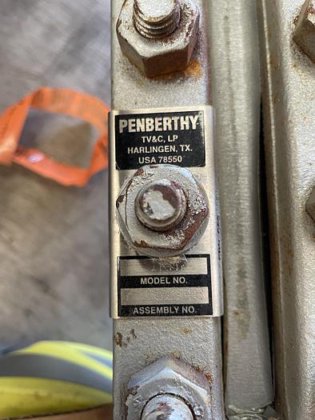 PENBERTHY
TV&C, LP
HARLINGEN, TX.
USA 78550
MODEL NO.
ASSEMBLY NO.